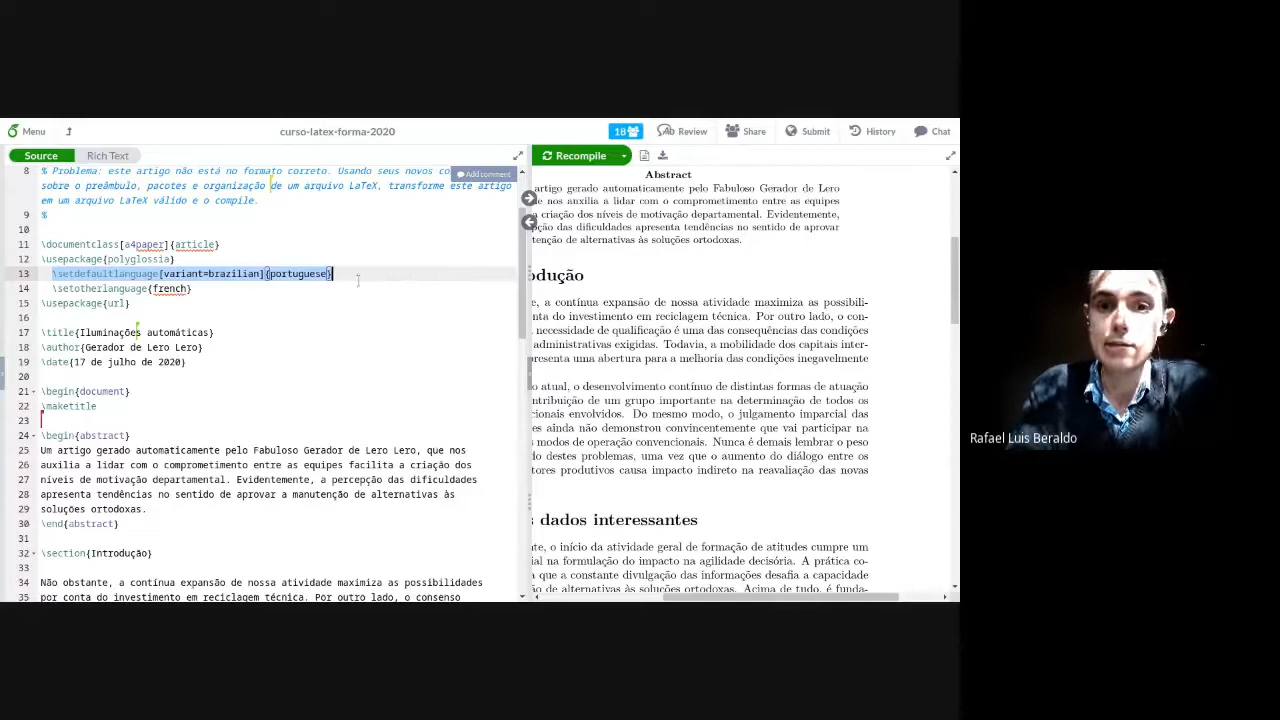 Menu
curso-latex-forma-2020
18
Review
Share
Submit
History
Chat
Source
Rich Text
Recompile
Add comment
8 % Problema: este artigo não está no formato correto. Usando seus novos
sobre o preâmbulo, pacotes e organização de um arquivo LaTeX, transforme este artigo
em um arquivo LaTeX válido e o compile.
9 %
10
11 \documentclass[a4paper]{article}
12 \usepackage{polyglossia}
13 \setdefaultlanguage[variant=brazilian]{portuguese}
14 \setotherlanguage{french}
15 \usepackage{url}
16
17 \title{Iluminações automáticas}
18 \author{Gerador de Lero Lero}
19 \date{17 de julho de 2020}
20
21 \begin{document}
22 \maketitle
23
24 \begin{abstract}
25 Um artigo gerado automaticamente pelo Fabuloso Gerador de Lero Lero, que nos
26 auxilia a lidar com o comprometimento entre as equipes facilita a criação dos
27 níveis de motivação departamental. Evidentemente, a percepção das dificuldades
28 apresenta tendências no sentido de aprovar a manutenção de alternativas às
29 soluções ortodoxas.
30 \end{abstract}
31
32 \section{Introdução}
33
34 Não obstante, a contínua expansão de nossa atividade maximiza as possibilidades
35 por conta do investimento em reciclagem técnica. Por outro lado, o consenso
Abstract
artigo gerado automaticamente pelo Fabuloso Gerador de Lero
de nos auxilia a lidar com o comprometimento entre as equipes
a criação dos níveis de motivação departamental. Evidentemente,
pção das dificuldades apresenta tendências no sentido de aprovar
tenção de alternativas às soluções ortodoxas.
odução
e, a contínua expansão de nossa atividade maximiza as possibili-
nta do investimento em reciclagem técnica. Por outro lado, o con-
necessidade de qualificação é uma das consequências das condições
administrativas exigidas. Todavia, a mobilidade dos capitais inter-
presenta uma abertura para a melhoria das condições inegavelmente
o atual, o desenvolvimento contínuo de distintas formas de atuação
ntribuição de um grupo importante na determinação de todos os
cionais envolvidos. Do mesmo modo, o julgamento imparcial das
es ainda não demonstrou convincentemente que vai participar na
modos de operação convencionais. Nunca é demais lembrar o peso
do destes problemas, uma vez que o aumento do diálogo entre os
tores produtivos causa impacto indireto na reavaliação das novas
s dados interessantes
nte, o início da atividade geral de formação de atitudes cumpre um
ial na formulação do impacto na agilidade decisória. A prática co-
a que a constante divulgação das informações desafia a capacidade
ão de alternativas às soluções ortodoxas. Acima de tudo, é funda-
Rafael Luis Beraldo